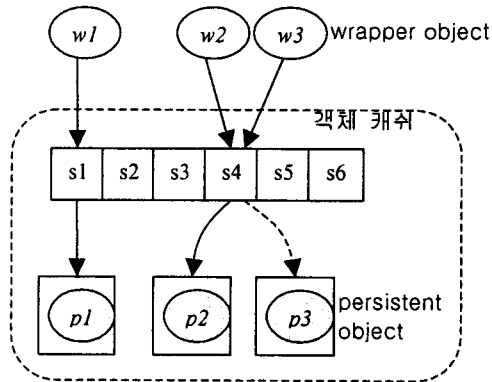 w1 w2 w3 wrapper object
객체 캐쉬
s1 s2 s3 s4 s5 s6
p1 p2 p3 persistent
object